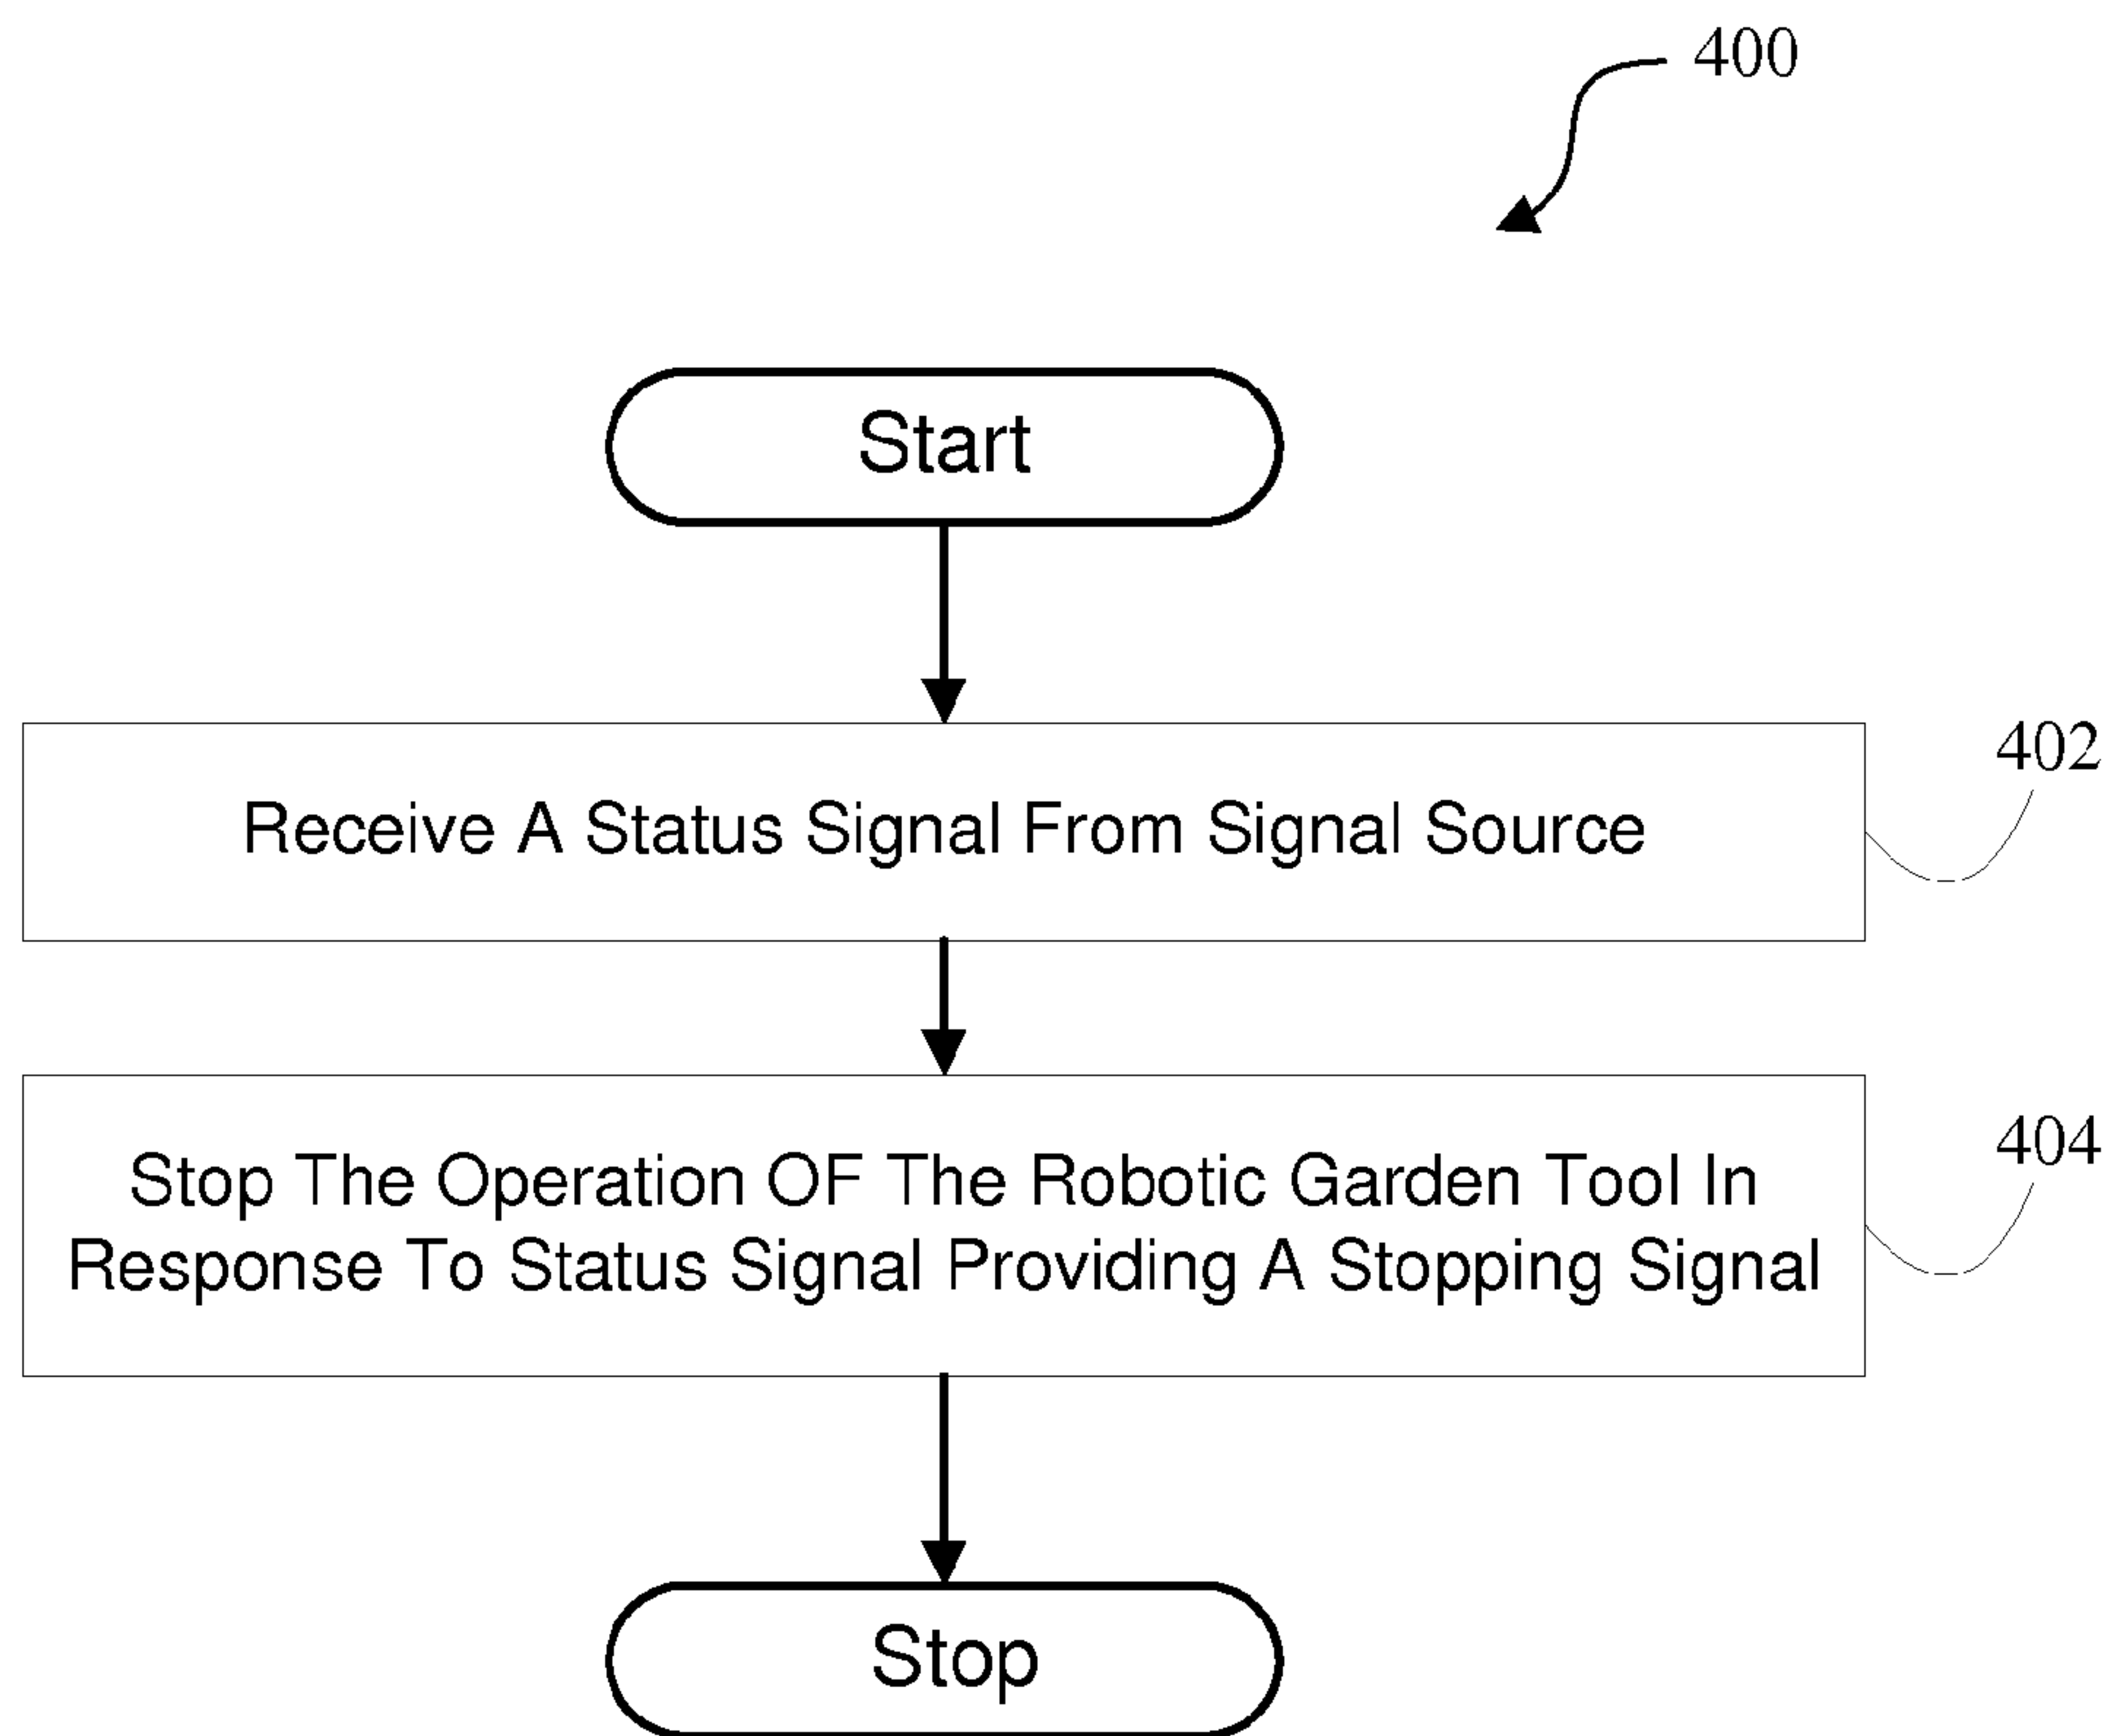 400
Start
Receive A Status Signal From Signal Source
402
Stop The Operation OF The Robotic Garden Tool In
Response To Status Signal Providing A Stopping Signal
404
Stop